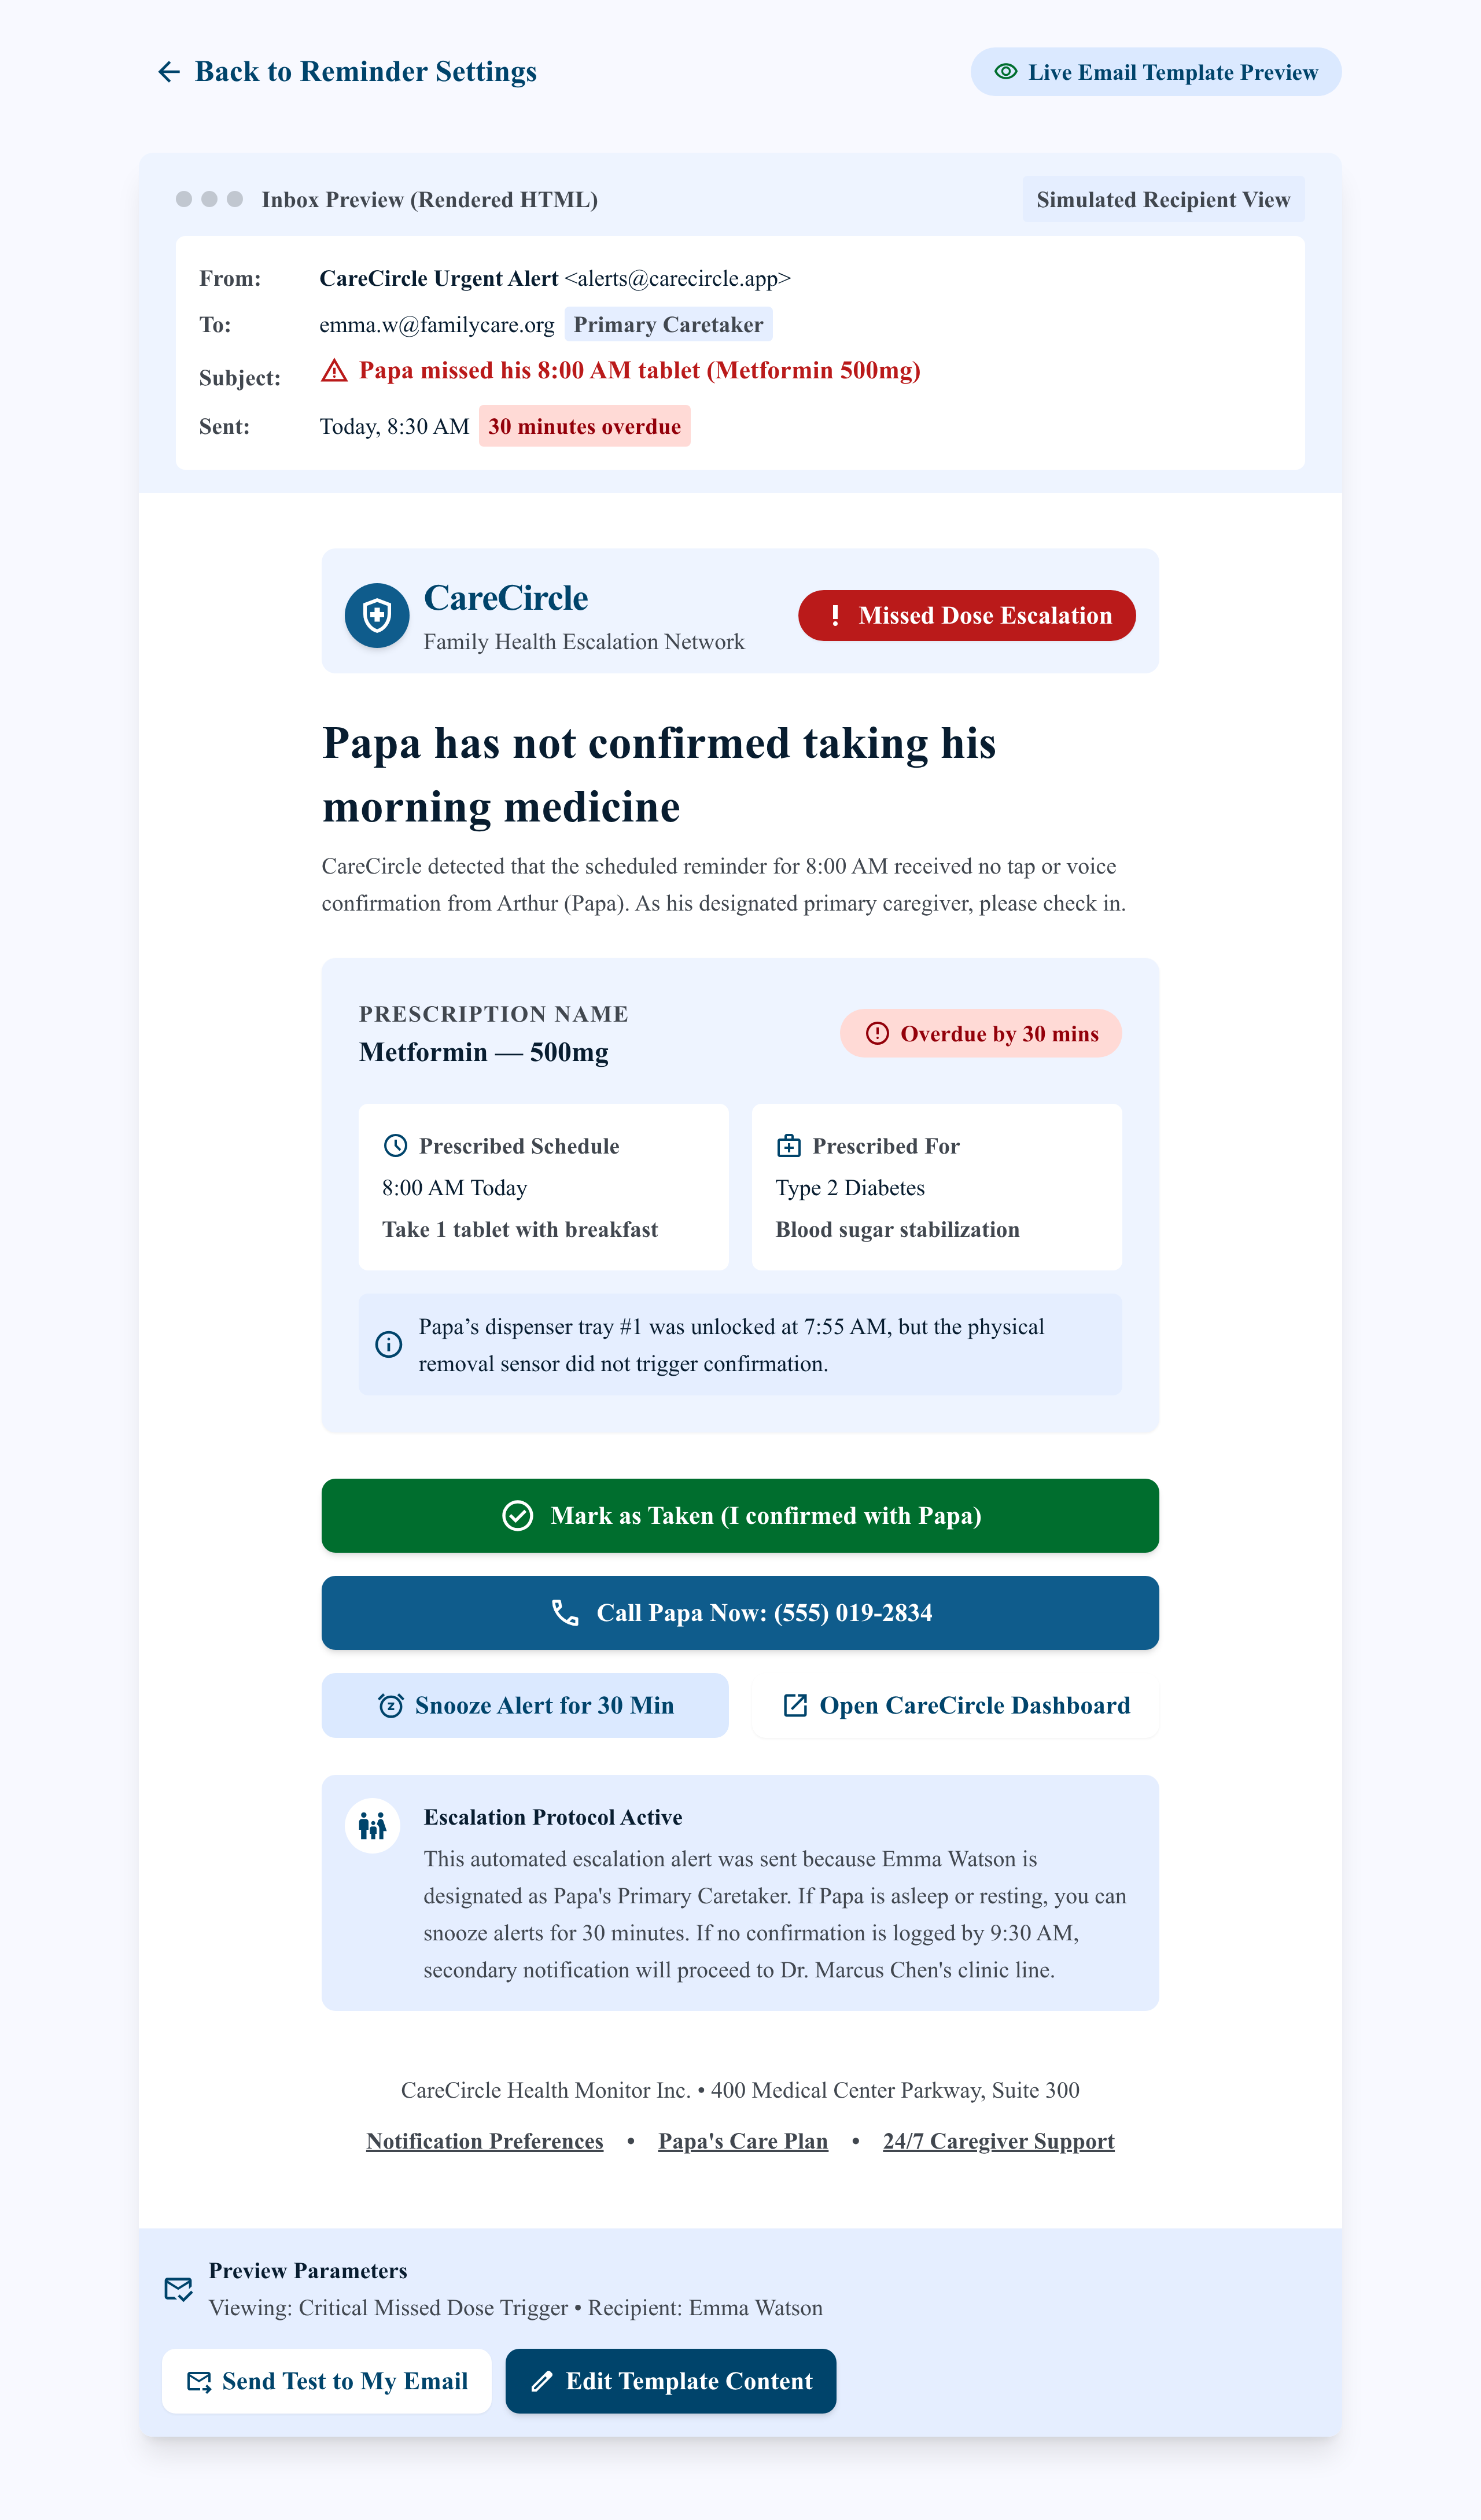 Back to Reminder Settings
Live Email Template Preview
Inbox Preview (Rendered HTML)
Simulated Recipient View
From: CareCircle Urgent Alert <alerts@carecircle.app>
To: emma.w@familycare.org Primary Caretaker
Subject: Papa missed his 8:00 AM tablet (Metformin 500mg)
Sent: Today, 8:30 AM 30 minutes overdue
CareCircle
Family Health Escalation Network
Missed Dose Escalation
Papa has not confirmed taking his
morning medicine
CareCircle detected that the scheduled reminder for 8:00 AM received no tap or voice
confirmation from Arthur (Papa). As his designated primary caregiver, please check in.
PRESCRIPTION NAME
Metformin — 500mg
Overdue by 30 mins
Prescribed Schedule
8:00 AM Today
Take 1 tablet with breakfast
Prescribed For
Type 2 Diabetes
Blood sugar stabilization
Papa’s dispenser tray #1 was unlocked at 7:55 AM, but the physical
removal sensor did not trigger confirmation.
Mark as Taken (I confirmed with Papa)
Call Papa Now: (555) 019-2834
Snooze Alert for 30 Min
Open CareCircle Dashboard
Escalation Protocol Active
This automated escalation alert was sent because Emma Watson is
designated as Papa's Primary Caretaker. If Papa is asleep or resting, you can
snooze alerts for 30 minutes. If no confirmation is logged by 9:30 AM,
secondary notification will proceed to Dr. Marcus Chen's clinic line.
CareCircle Health Monitor Inc. • 400 Medical Center Parkway, Suite 300
Notification Preferences • Papa's Care Plan • 24/7 Caregiver Support
Preview Parameters
Viewing: Critical Missed Dose Trigger • Recipient: Emma Watson
Send Test to My Email
Edit Template Content